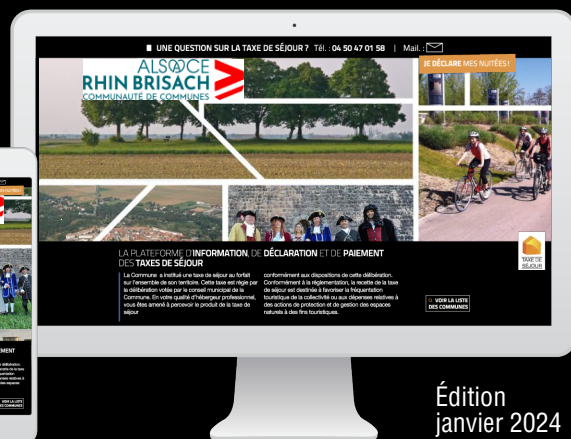 UNE QUESTION SUR LA TAXE DE SÉJOUR ? Tél. : 04 50 47 01 58 | Mail. :
JE DÉCLARE MES NUITÉES !
ALSACE
RHIN BRISACH
COMMUNAUTÉ DE COMMUNES
LA PLATEFORME D'INFORMATION, DE DÉCLARATION ET DE PAIEMENT
DES TAXES DE SÉJOUR
La Commune a institué une taxe de séjour au forfait
sur l'ensemble de son territoire. Cette taxe est régie par
la délibération votée par le conseil municipal de la
Commune. En votre qualité d'hébergeur professionnel,
vous êtes amené à percevoir le produit de la taxe de
séjour
conformément aux dispositions de cette délibération.
Conformément à la réglementation, la recette de la taxe
de séjour est destinée à favoriser la fréquentation
touristique de la collectivité ou aux dépenses relatives à
des actions de protection et de gestion des espaces
naturels à des fins touristiques.
TAXE DE
SÉJOUR
VOIR LA LISTE
DES COMMUNES
VOIR LA LISTE
DES COMMUNES
Édition
janvier 2024